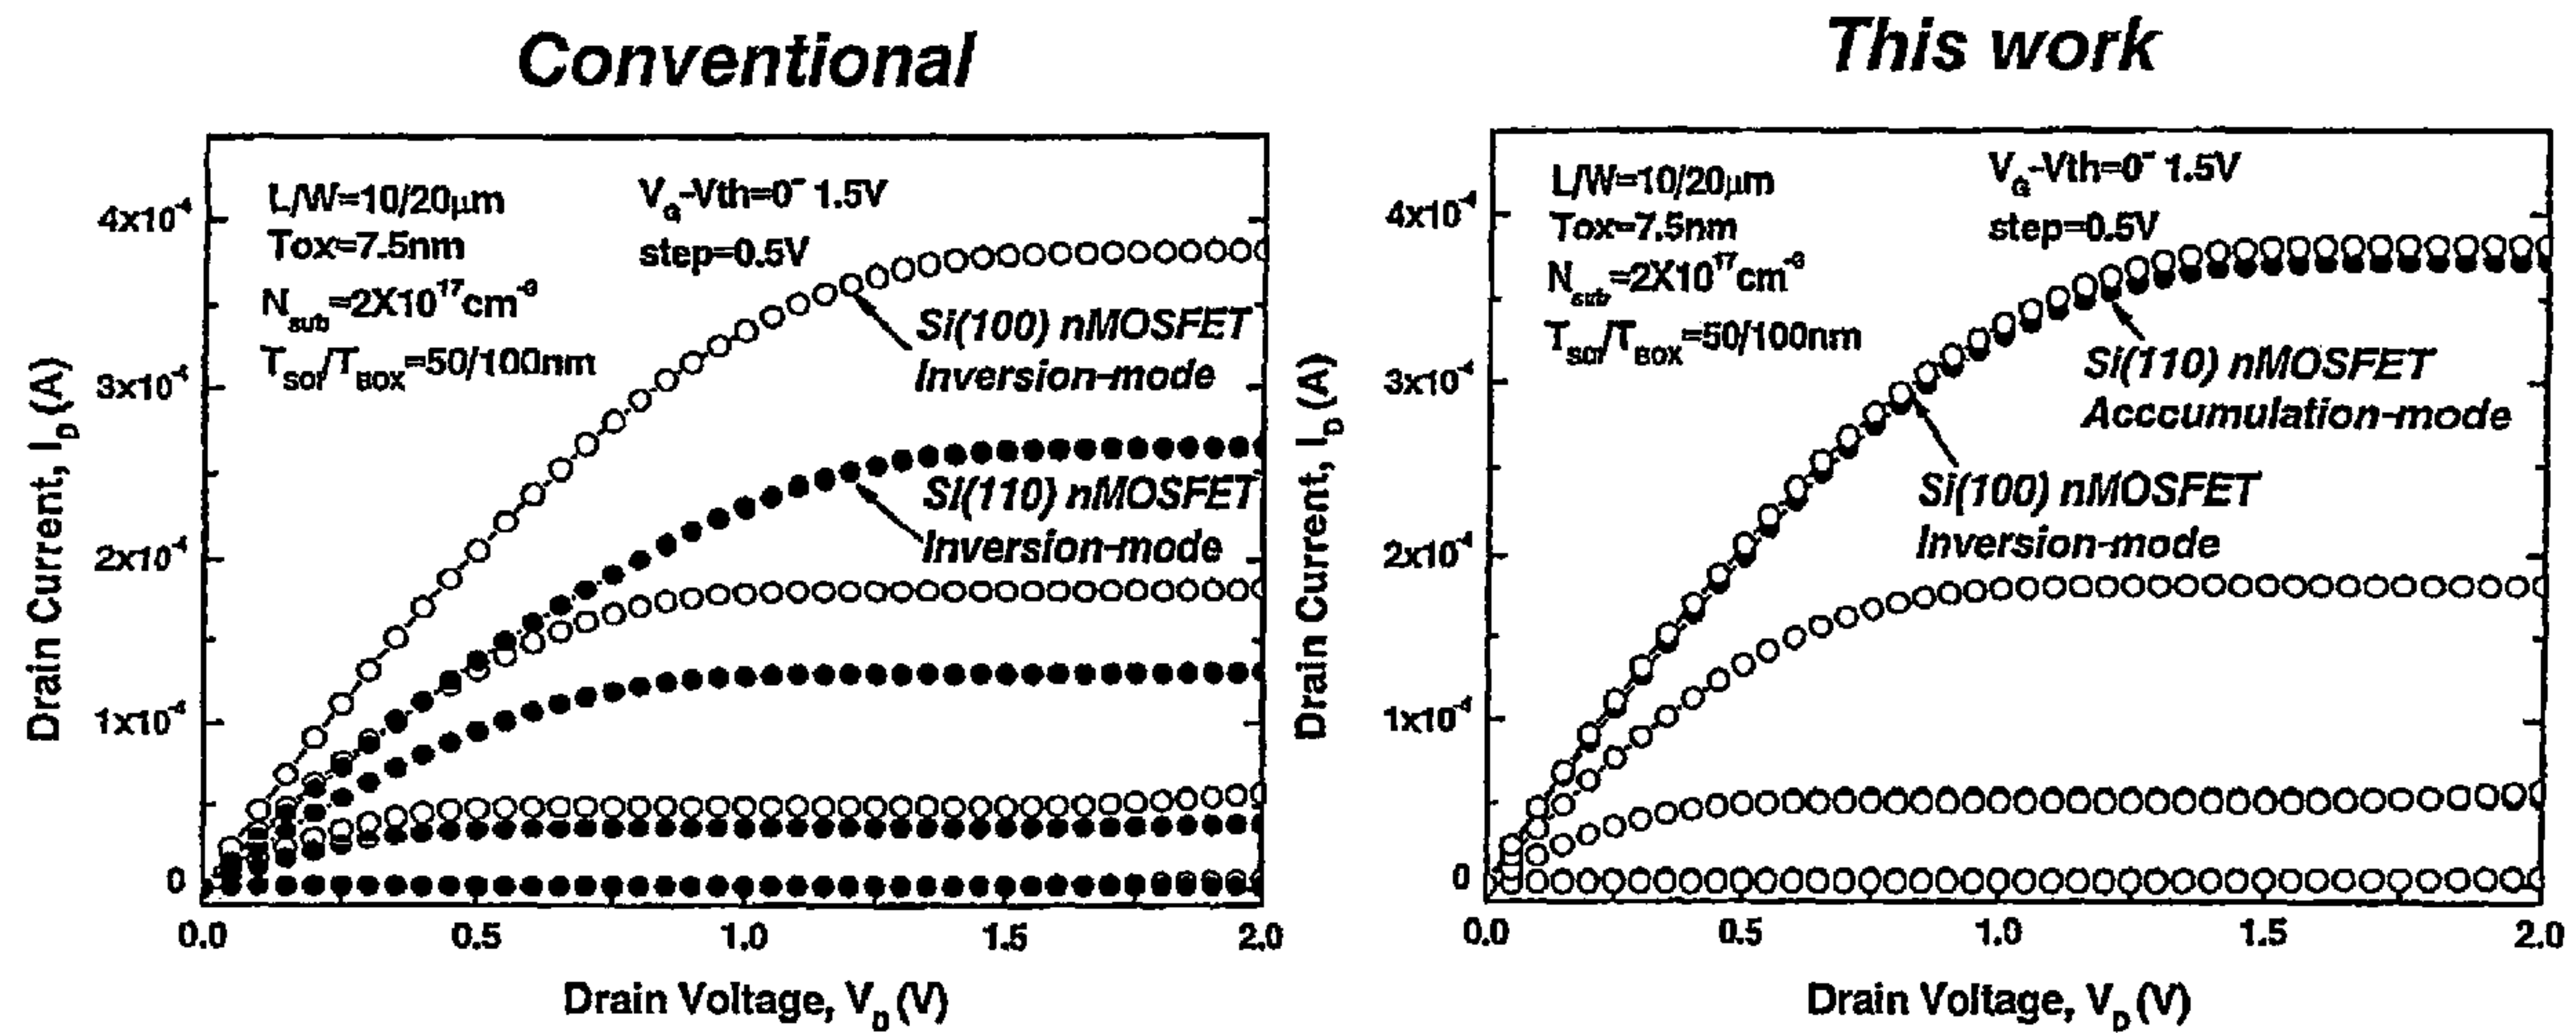 Conventional
This work
L/W=10/20μm
Tox=7.5nm
N_sub=2X10^17cm^-3
T_SOI/T_BOX=50/100nm
V_G-Vth=0~ 1.5V
step=0.5V
Si(100) nMOSFET
Inversion-mode
Si(110) nMOSFET
Inversion-mode
Drain Current, I_D (A)
4x10^-4
3x10^-4
2x10^-4
1x10^-4
0
0.0 0.5 1.0 1.5 2.0
Drain Voltage, V_D (V)
L/W=10/20μm
Tox=7.5nm
N_sub=2X10^17cm^-3
T_SOI/T_BOX=50/100nm
V_G-Vth=0~ 1.5V
step=0.5V
Si(110) nMOSFET
Acccumulation-mode
Si(100) nMOSFET
Inversion-mode
Drain Current, I_D (A)
4x10^-4
3x10^-4
2x10^-4
1x10^-4
0
0.0 0.5 1.0 1.5 2.0
Drain Voltage, V_D (V)